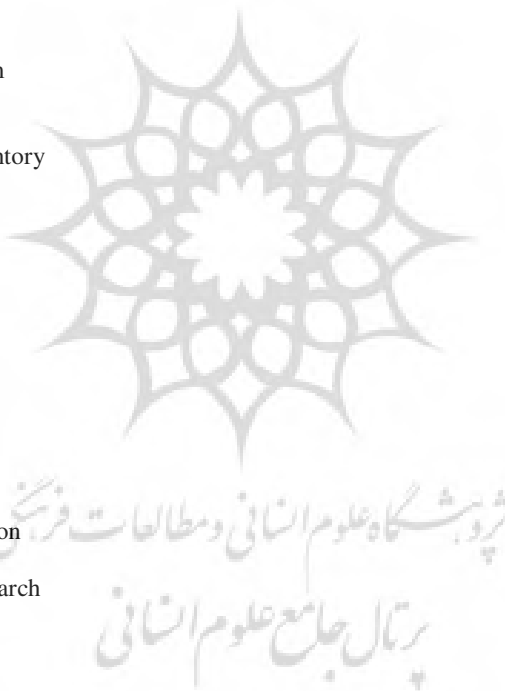 ntory
on
arch
پژوهشگاه علوم انسانی و مطالعات فرهنگی
پرتال جامع علوم انسانی